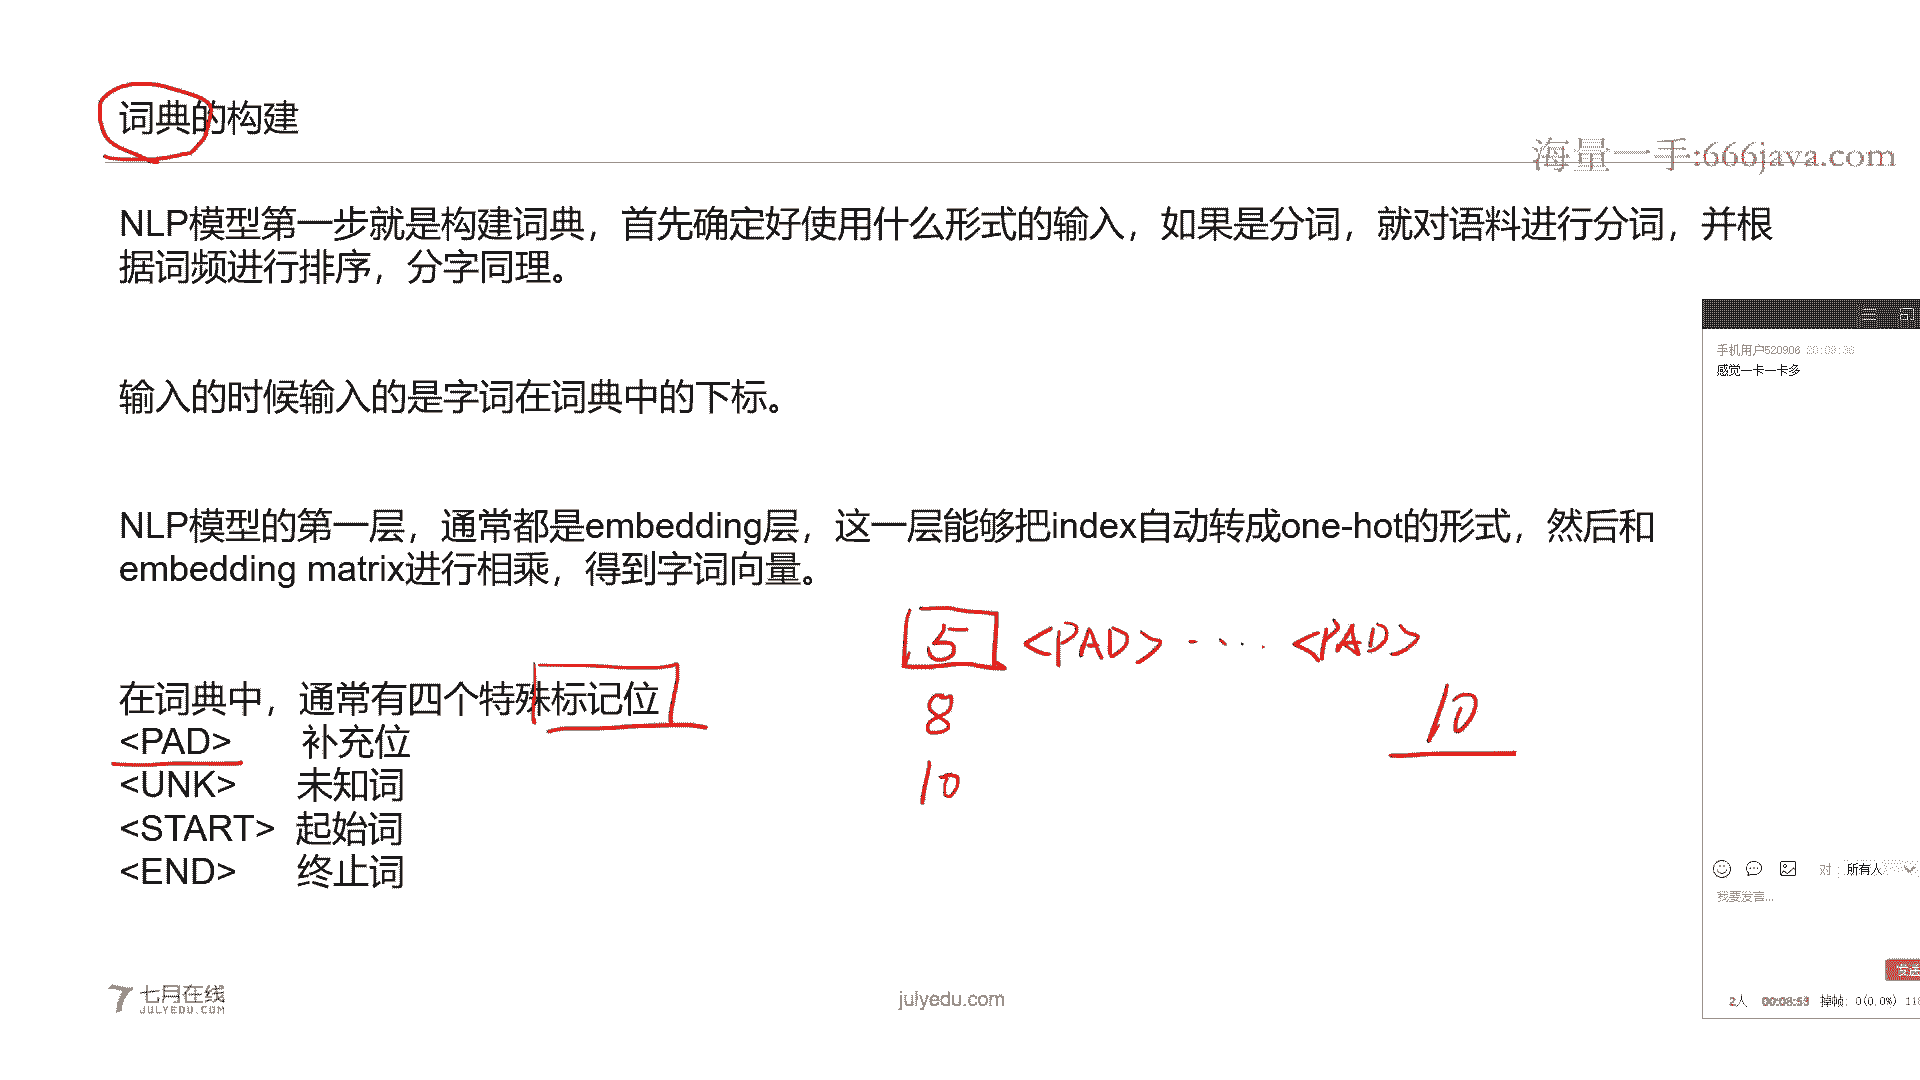 词典的构建
海量一手:666java.com
NLP模型第一步就是构建词典，首先确定好使用什么形式的输入，如果是分词，就对语料进行分词，并根
据词频进行排序，分字同理。
手机用户520906 20:09:36
感觉一卡一卡多
输入的时候输入的是字词在词典中的下标。
NLP模型的第一层，通常都是embedding层，这一层能够把index自动转成one-hot的形式，然后和
embedding matrix进行相乘，得到字词向量。
5 <PAD> ···· <PAD>
8
10
10
在词典中，通常有四个特殊标记位
<PAD> 补充位
<UNK> 未知词
<START> 起始词
<END> 终止词
对: 所有人
我要发言...
发送
七月在线
JULYEDU.COM
julyedu.com
2人 00:08:53 掉帧: 0(0.0%)